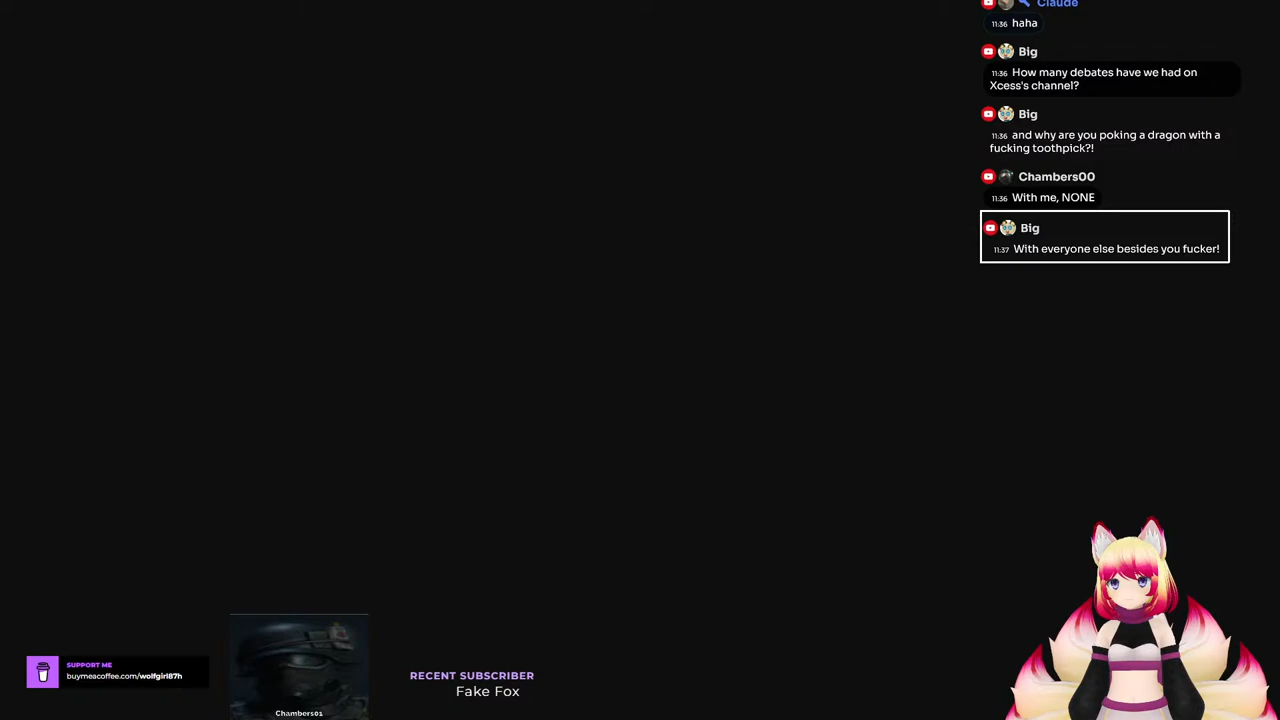 Claude
11:36 haha
Big
11:36 How many debates have we had on
Xcess's channel?
Big
11:36 and why are you poking a dragon with a
fucking toothpick?!
Chambers00
11:36 With me, NONE
Big
11:37 With everyone else besides you fucker!
SUPPORT ME
buymeacoffee.com/wolfgirl87h
Chambers01
RECENT SUBSCRIBER
Fake Fox